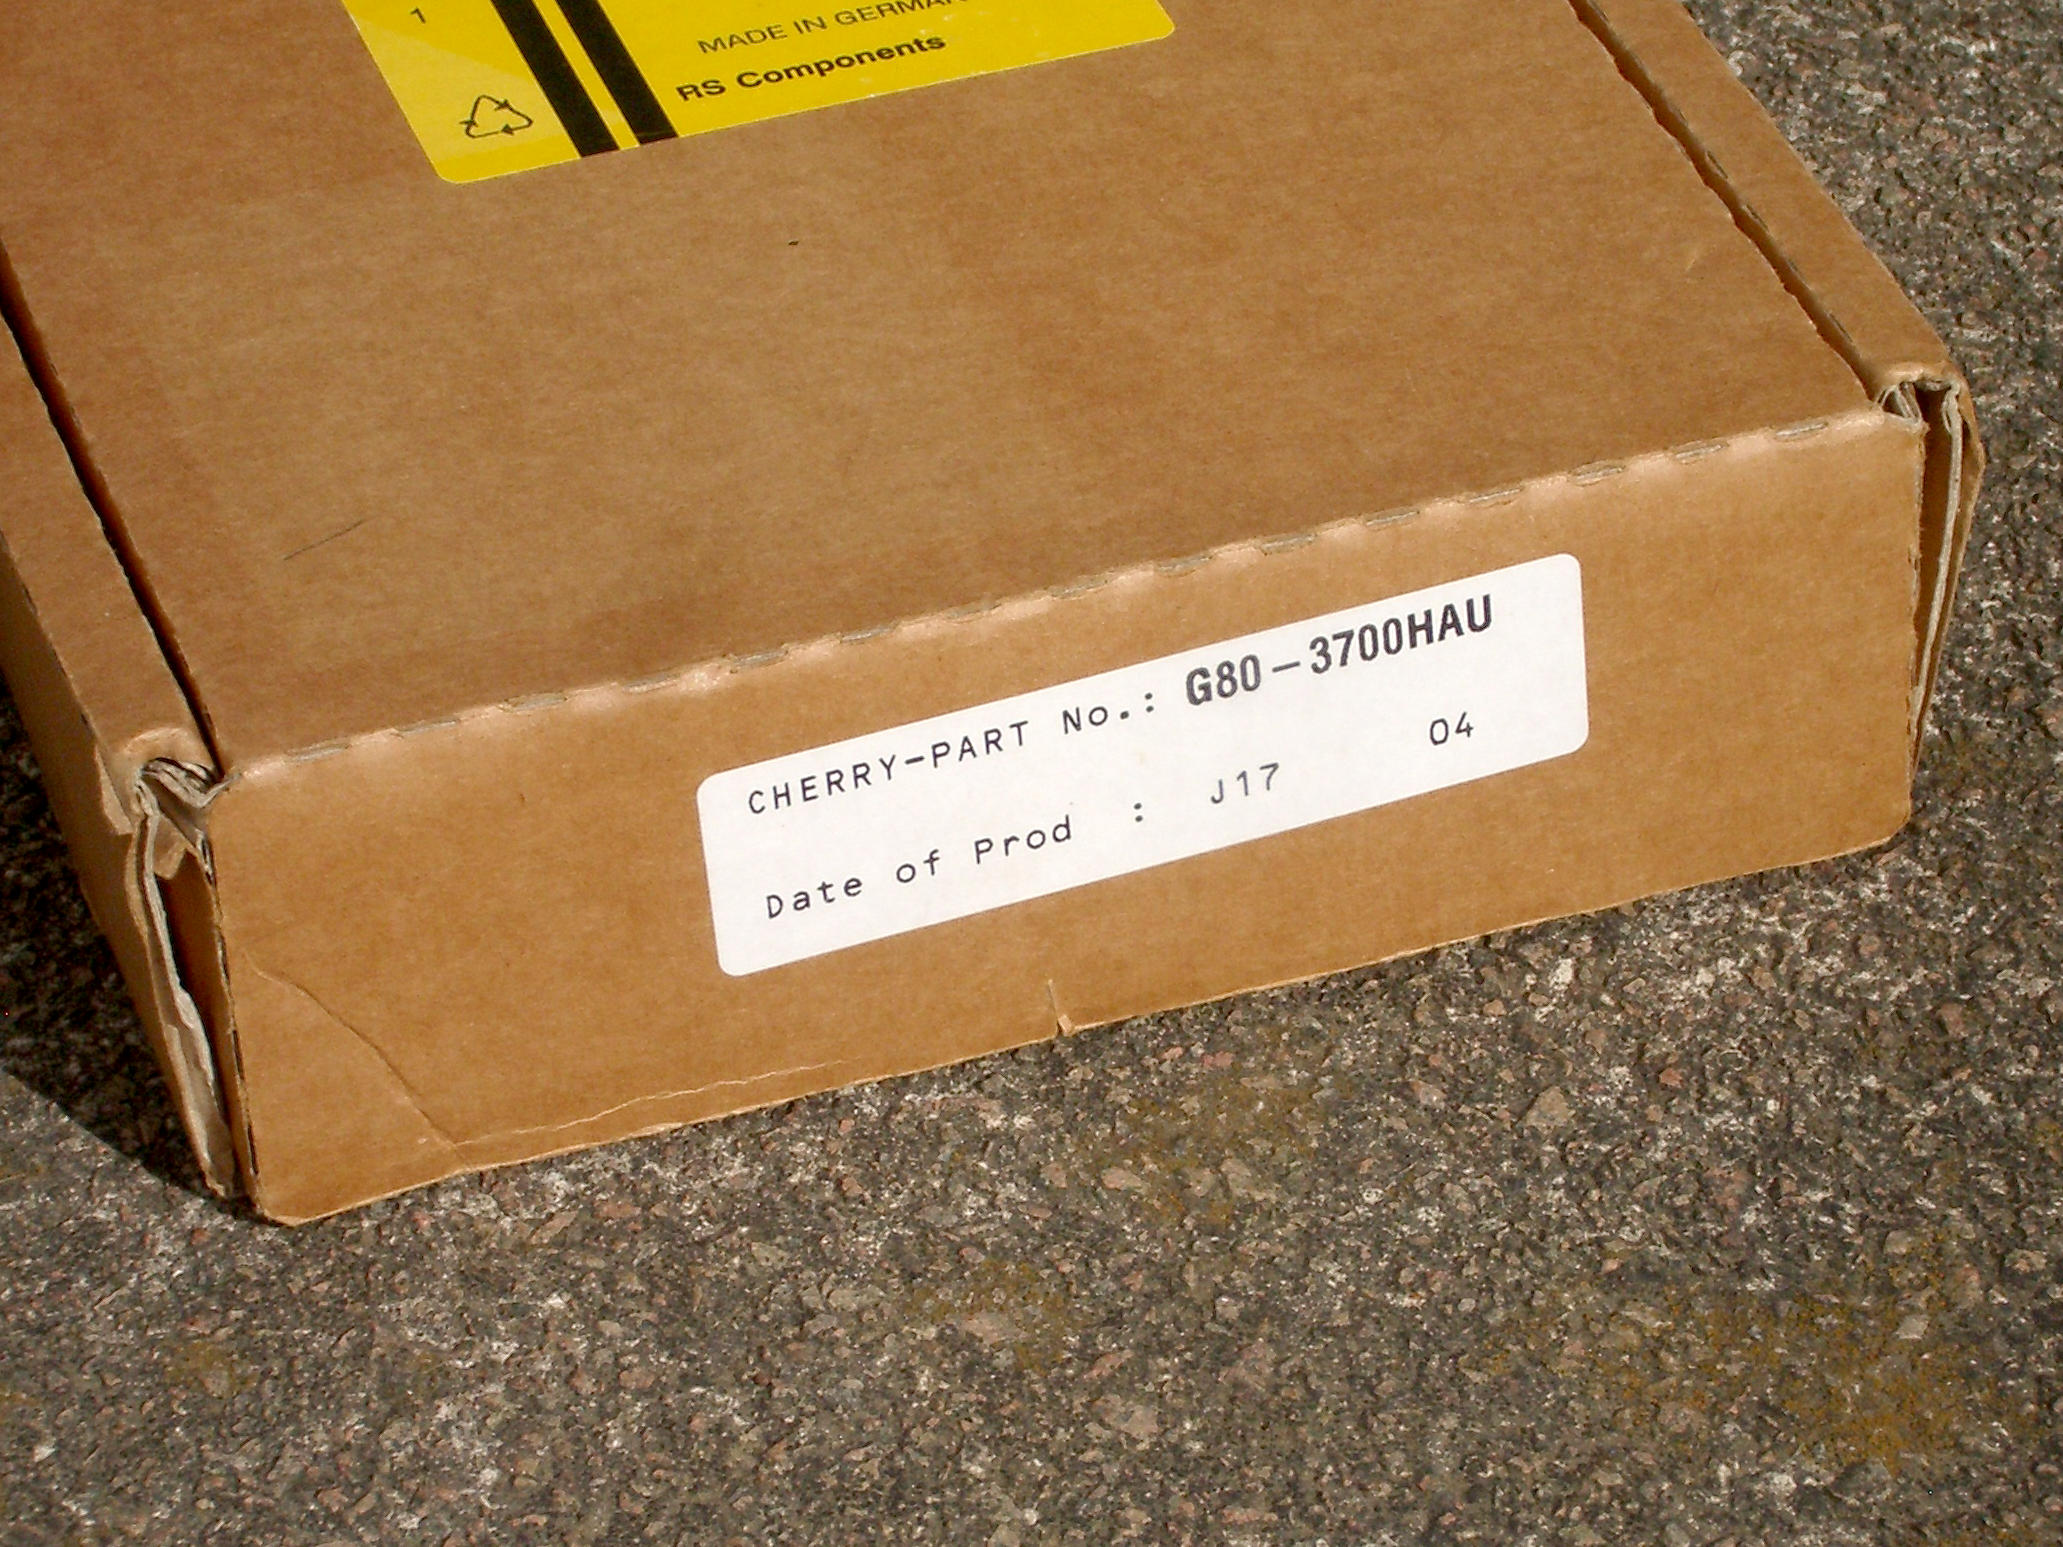 1
MADE IN GERMAN
RS Components
CHERRY-PART No.: G80-3700HAU
Date of Prod : J17 04